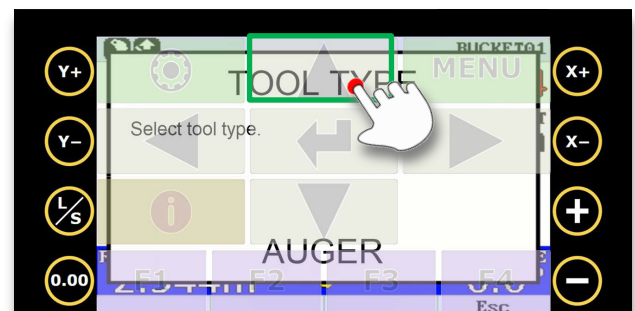 BUCKET01
Y+
MENU
X+
TOOL TYPE
Select tool type.
Y–
X–
L/S
+
AUGER
0.00
F1
F2
F3
F4
–
Esc